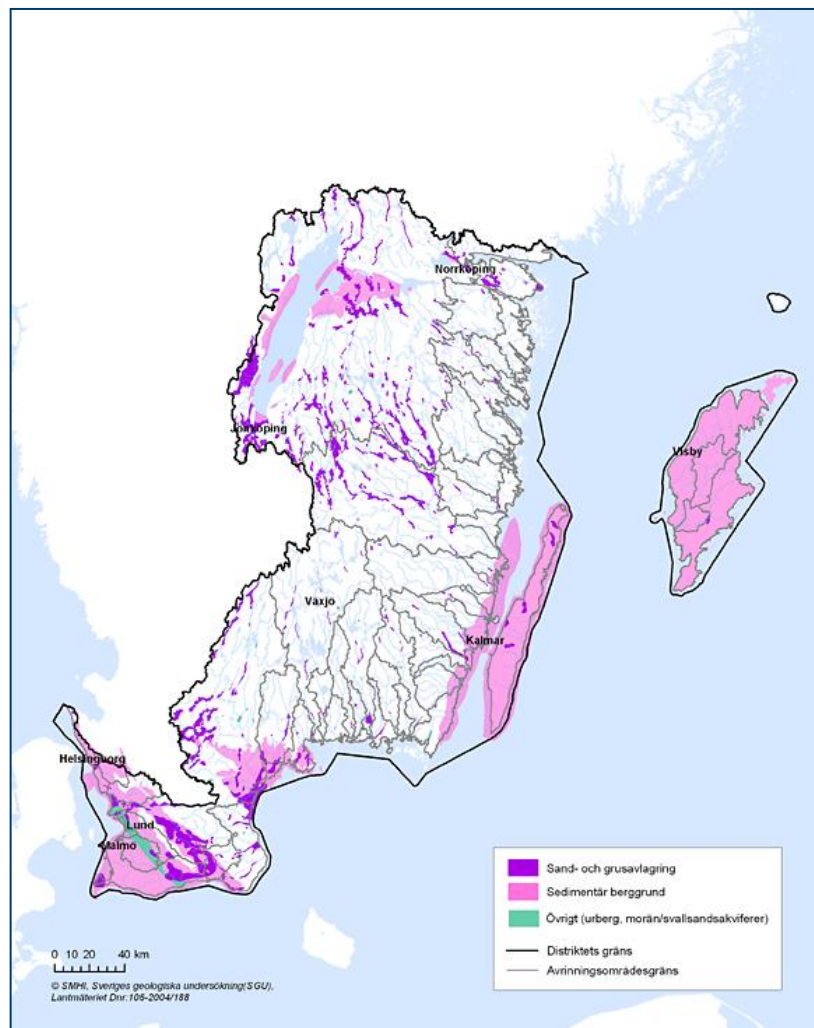 Norrköping
Jönköping
Visby
Växjö
Kalmar
Helsingborg
Lund
Malmö
Sand- och grusavlagring
Sedimentär berggrund
Övrigt (urberg, morän/svallsandsakviferer)
Distriktets gräns
Avrinningsområdesgräns
0 10 20 40 km
© SMHI, Sveriges geologiska undersökning(SGU),
Lantmäteriet Dnr:106-2004/188